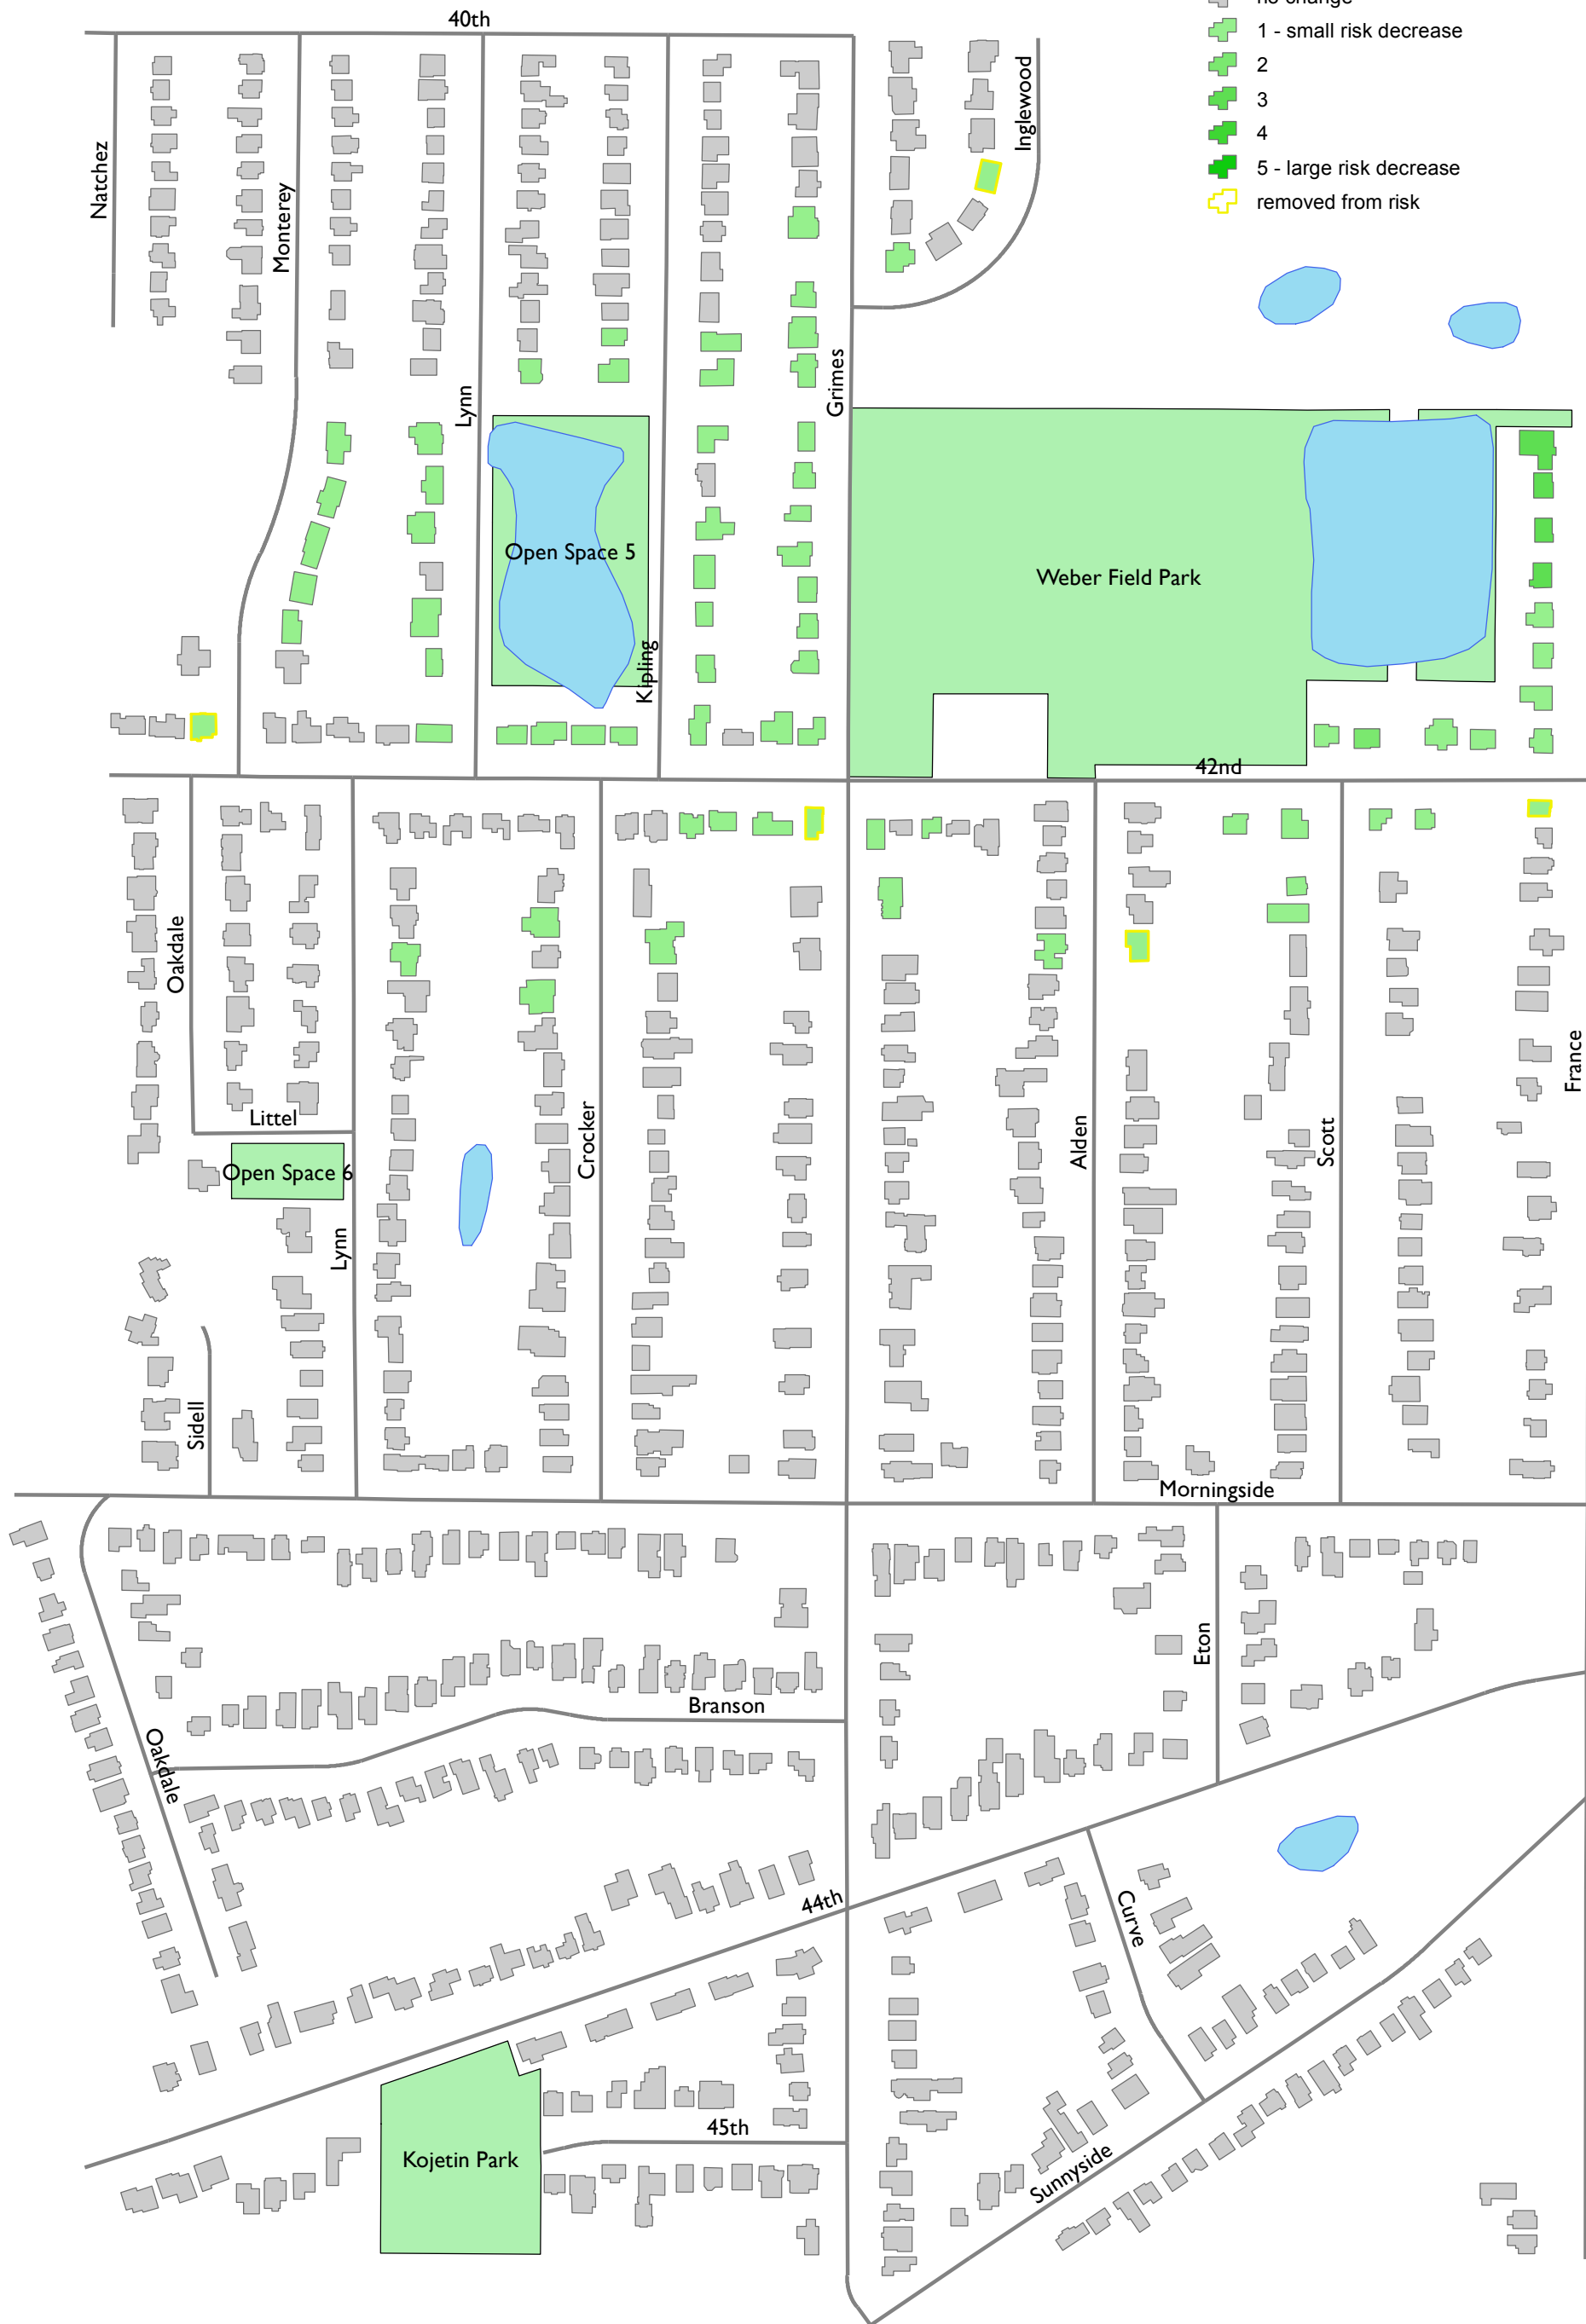 no change
40th
1 - small risk decrease
2
3
4
5 - large risk decrease
removed from risk
Inglewood
Natchez
Monterey
Lynn
Grimes
Open Space 5
Weber Field Park
Kipling
42nd
Oakdale
France
Littel
Crocker
Alden
Scott
Open Space 6
Lynn
Sidell
Morningside
Eton
Branson
Oakdale
44th
Curve
45th
Kojetin Park
Sunnyside